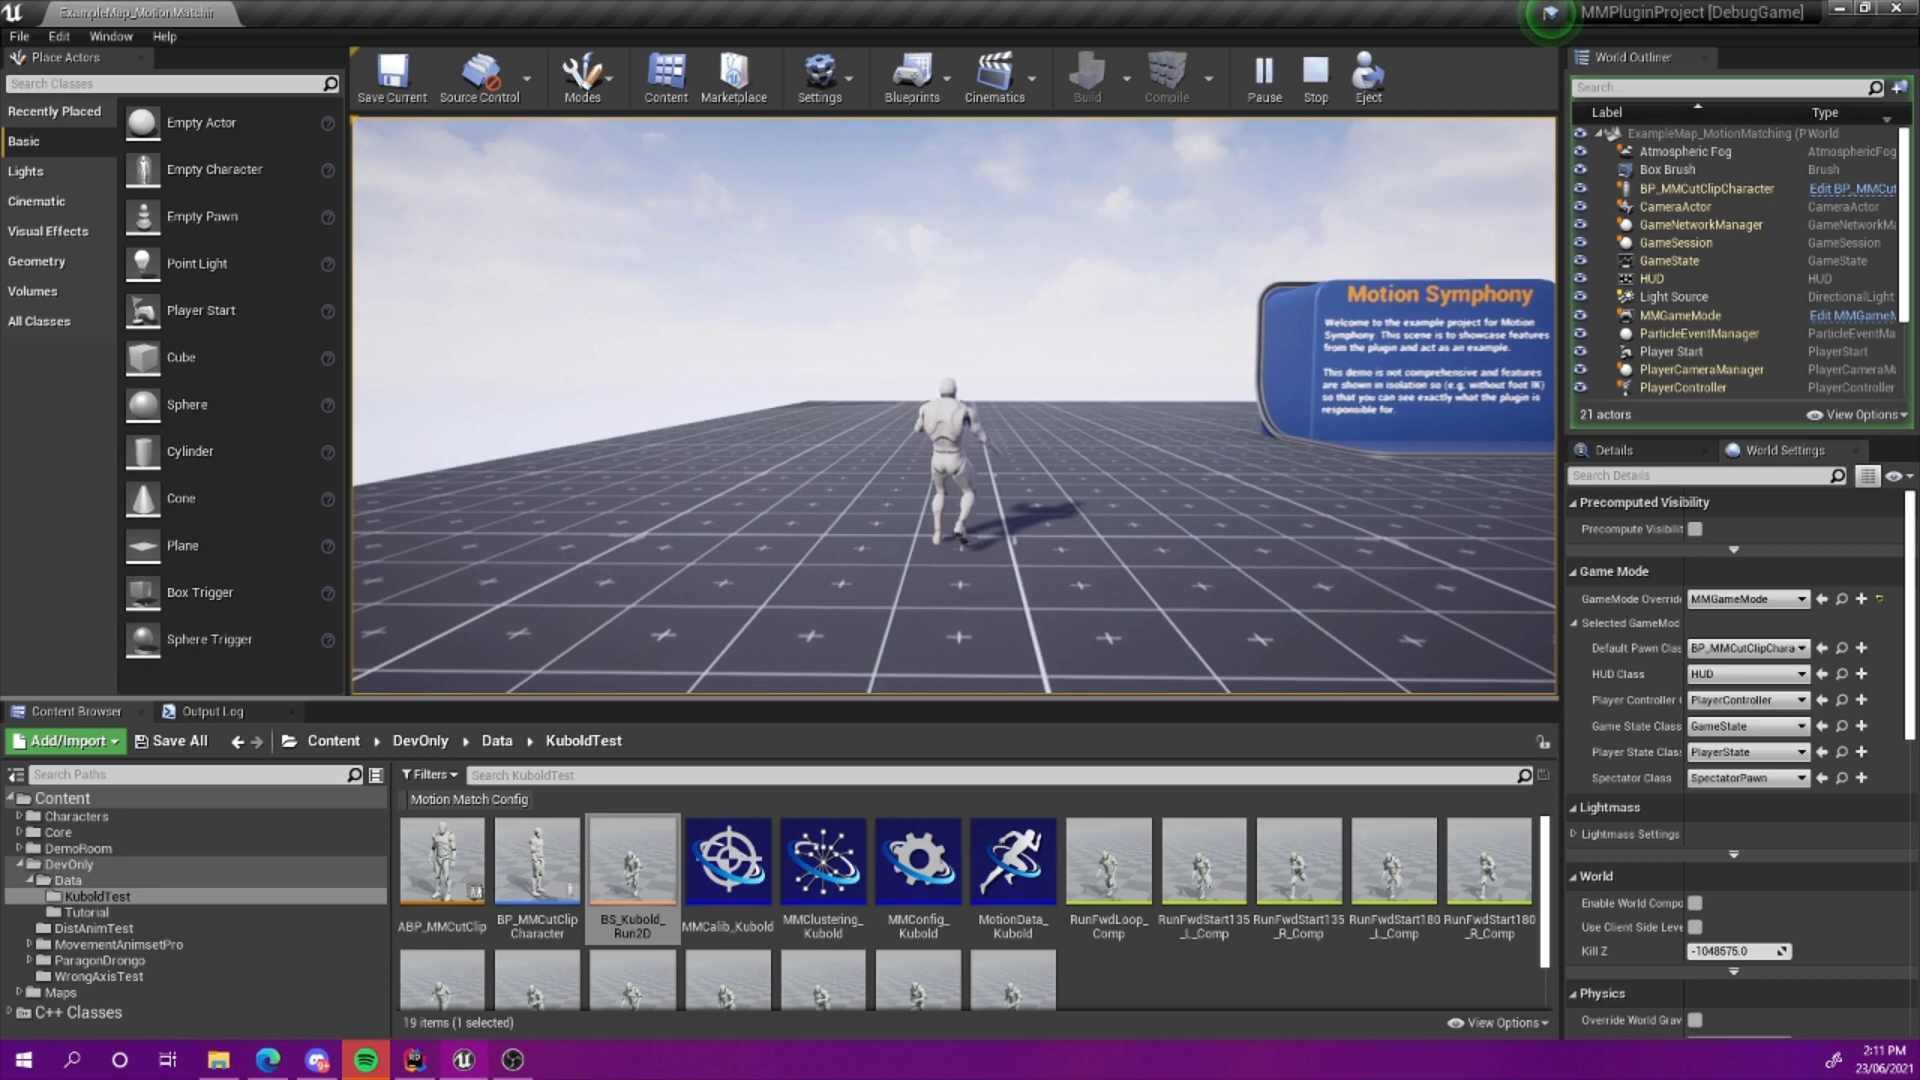 ExampleMap_MotionMatchin
MMPluginProject [DebugGame]
File Edit Window Help
Place Actors
Search Classes
Recently Placed
Basic
Lights
Cinematic
Visual Effects
Geometry
Volumes
All Classes
Empty Actor
Empty Character
Empty Pawn
Point Light
Player Start
Cube
Sphere
Cylinder
Cone
Plane
Box Trigger
Sphere Trigger
Save Current
Source Control
Modes
Content
Marketplace
Settings
Blueprints
Cinematics
Build
Compile
Pause
Stop
Eject
Motion Symphony
Welcome to the example project for Motion
Symphony. This scene is to showcase features
from the plugin and act as an example.
This demo is not comprehensive and features
are shown in isolation so (e.g. without foot IK)
so that you can see exactly what the plugin is
responsible for.
World Outliner
Search...
Label Type
ExampleMap_MotionMatching (P World
Atmospheric Fog AtmosphericFog
Box Brush Brush
BP_MMCutClipCharacter Edit BP_MMCut
CameraActor CameraActor
GameNetworkManager GameNetworkMa
GameSession GameSession
GameState GameState
HUD HUD
Light Source DirectionalLight
MMGameMode Edit MMGameM
ParticleEventManager ParticleEventMa
Player Start PlayerStart
PlayerCameraManager PlayerCameraMa
PlayerController PlayerController
21 actors View Options
Details World Settings
Search Details
Precomputed Visibility
Precompute Visibilit
Game Mode
GameMode Overrid MMGameMode
Selected GameMod
Default Pawn Clas BP_MMCutClipChara
HUD Class HUD
Player Controller PlayerController
Game State Class GameState
Player State Clas PlayerState
Spectator Class SpectatorPawn
Lightmass
Lightmass Settings
World
Enable World Compo
Use Client Side Leve
Kill Z -1048575.0
Physics
Override World Grav
Content Browser Output Log
Add/Import Save All Content DevOnly Data KuboldTest
Search Paths
Content
Characters
Core
DemoRoom
DevOnly
Data
KuboldTest
Tutorial
DistAnimTest
MovementAnimsetPro
ParagonDrongo
WrongAxisTest
Maps
C++ Classes
Filters Search KuboldTest
Motion Match Config
ABP_MMCutClip
BP_MMCutClip
Character
BS_Kubold_
Run2D
MMCalib_Kubold
MMClustering_
Kubold
MMConfig_
Kubold
MotionData_
Kubold
RunFwdLoop_
Comp
RunFwdStart135
_L_Comp
RunFwdStart135
_R_Comp
RunFwdStart180
_L_Comp
RunFwdStart180
_R_Comp
19 items (1 selected) View Options
2:11 PM
23/06/2021